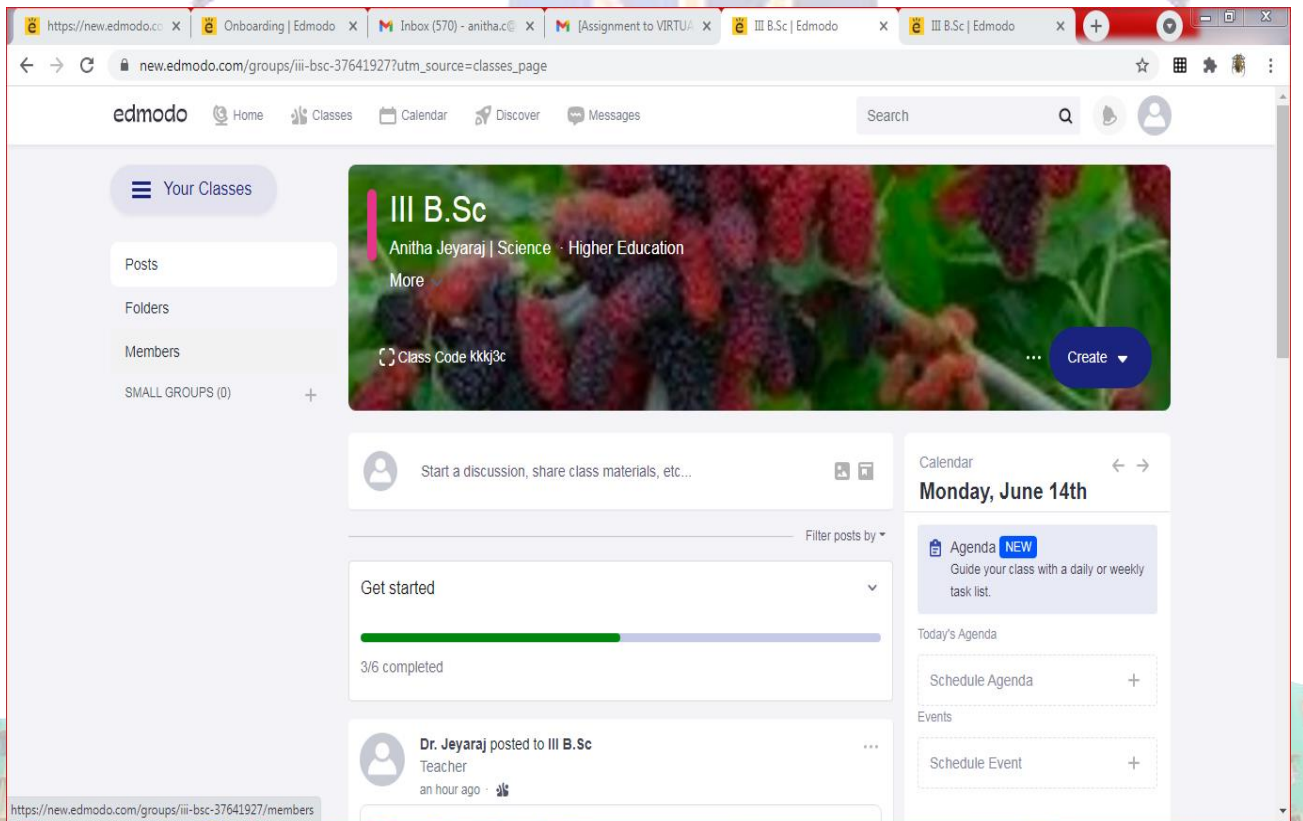 https://new.edmodo.co
Onboarding | Edmodo
Inbox (570) - anitha.c@
[Assignment to VIRTUA
III B.Sc | Edmodo
III B.Sc | Edmodo
new.edmodo.com/groups/iii-bsc-37641927?utm_source=classes_page
edmodo
Home
Classes
Calendar
Discover
Messages
Search
Your Classes
Posts
Folders
Members
SMALL GROUPS (0)
III B.Sc
Anitha Jeyaraj | Science · Higher Education
More
Class Code kkkj3c
Create
Start a discussion, share class materials, etc...
Filter posts by
Get started
3/6 completed
Dr. Jeyaraj posted to III B.Sc
Teacher
an hour ago ·
Calendar
Monday, June 14th
Agenda NEW
Guide your class with a daily or weekly
task list.
Today's Agenda
Schedule Agenda
Events
Schedule Event
https://new.edmodo.com/groups/iii-bsc-37641927/members